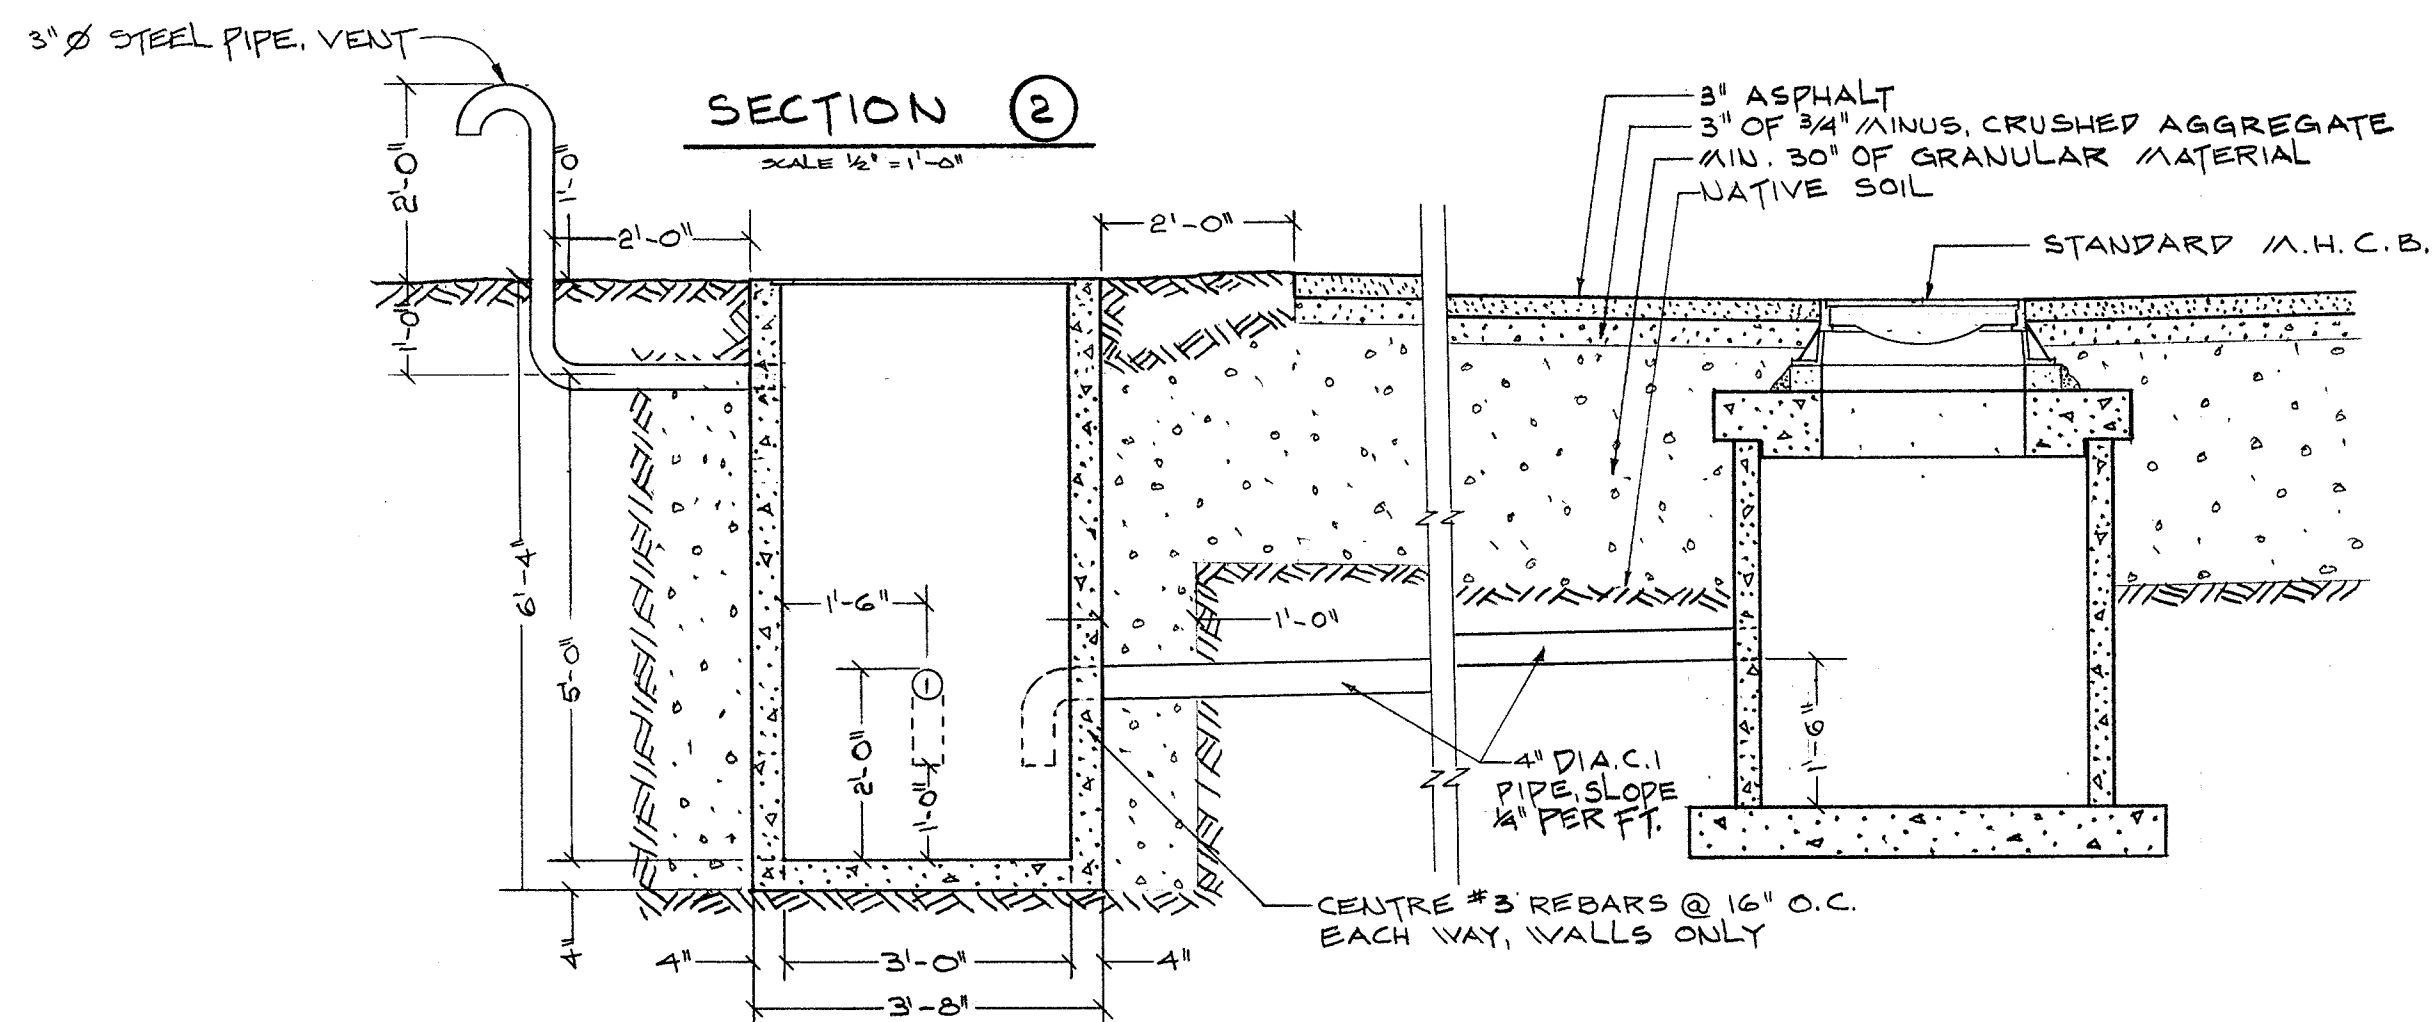 3" Ø STEEL PIPE, VENT
SECTION 2
SCALE ½" = 1'-0"
3" ASPHALT
3" OF 3/4" MINUS, CRUSHED AGGREGATE
MIN. 30" OF GRANULAR MATERIAL
NATIVE SOIL
STANDARD M.H.C.B.
2'-0"
1'-0"
2'-0"
2'-0"
1'-0"
6'-4"
5'-0"
1'-6"
1'-0"
2'-0"
1'-0"
1'-6"
4" DIA. C.I
PIPE, SLOPE
¼" PER FT.
CENTRE #3 REBARS @ 16" O.C.
EACH WAY, WALLS ONLY
4"
4"
3'-0"
4"
3'-8"